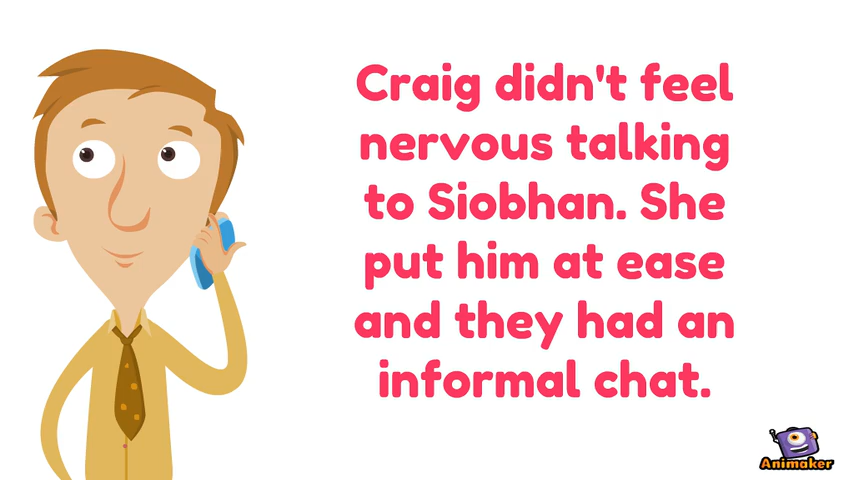 Craig didn't feel
nervous talking
to Siobhan. She
put him at ease
and they had an
informal chat.
Animaker